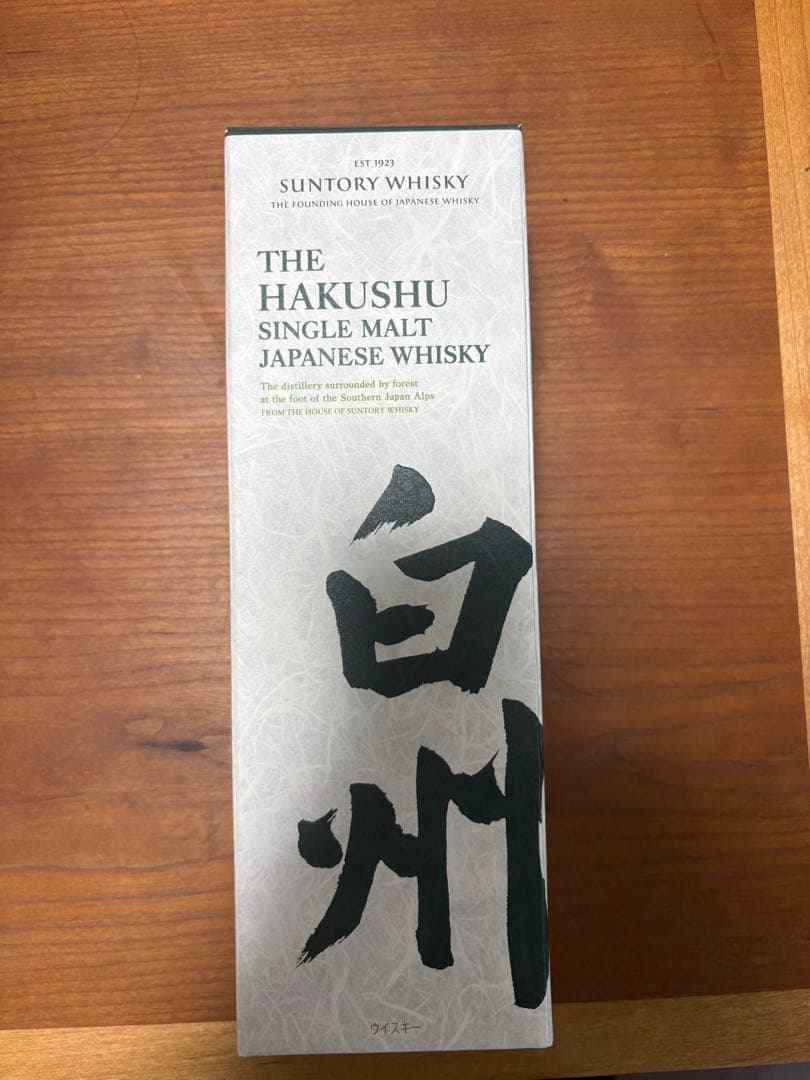 EST 1923
SUNTORY WHISKY
THE FOUNDING HOUSE OF JAPANESE WHISKY
THE
HAKUSHU
SINGLE MALT
JAPANESE WHISKY
The distillery surrounded by forest
at the foot of the Southern Japan Alps
FROM THE HOUSE OF SUNTORY WHISKY
白
州
ウイスキー